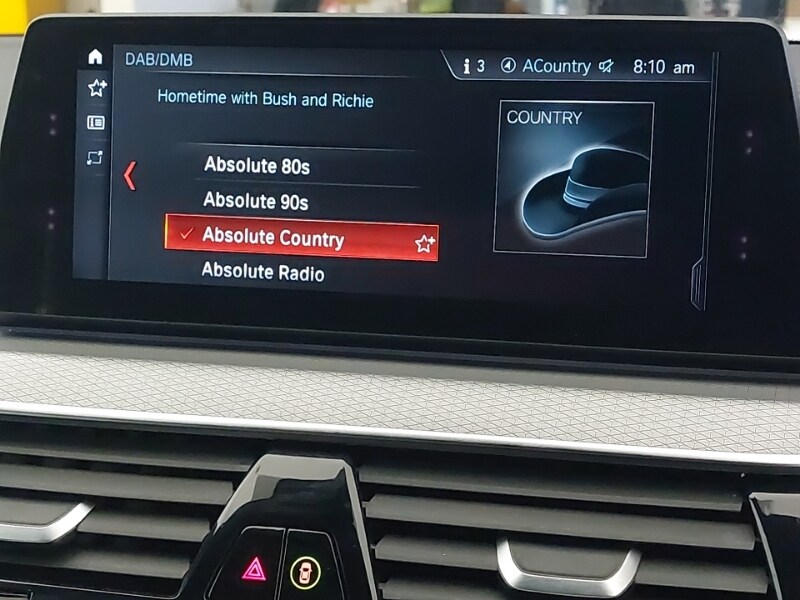 DAB/DMB
i 3 4 ACountry 8:10 am
Hometime with Bush and Richie
Absolute 80s
Absolute 90s
Absolute Country
Absolute Radio
COUNTRY